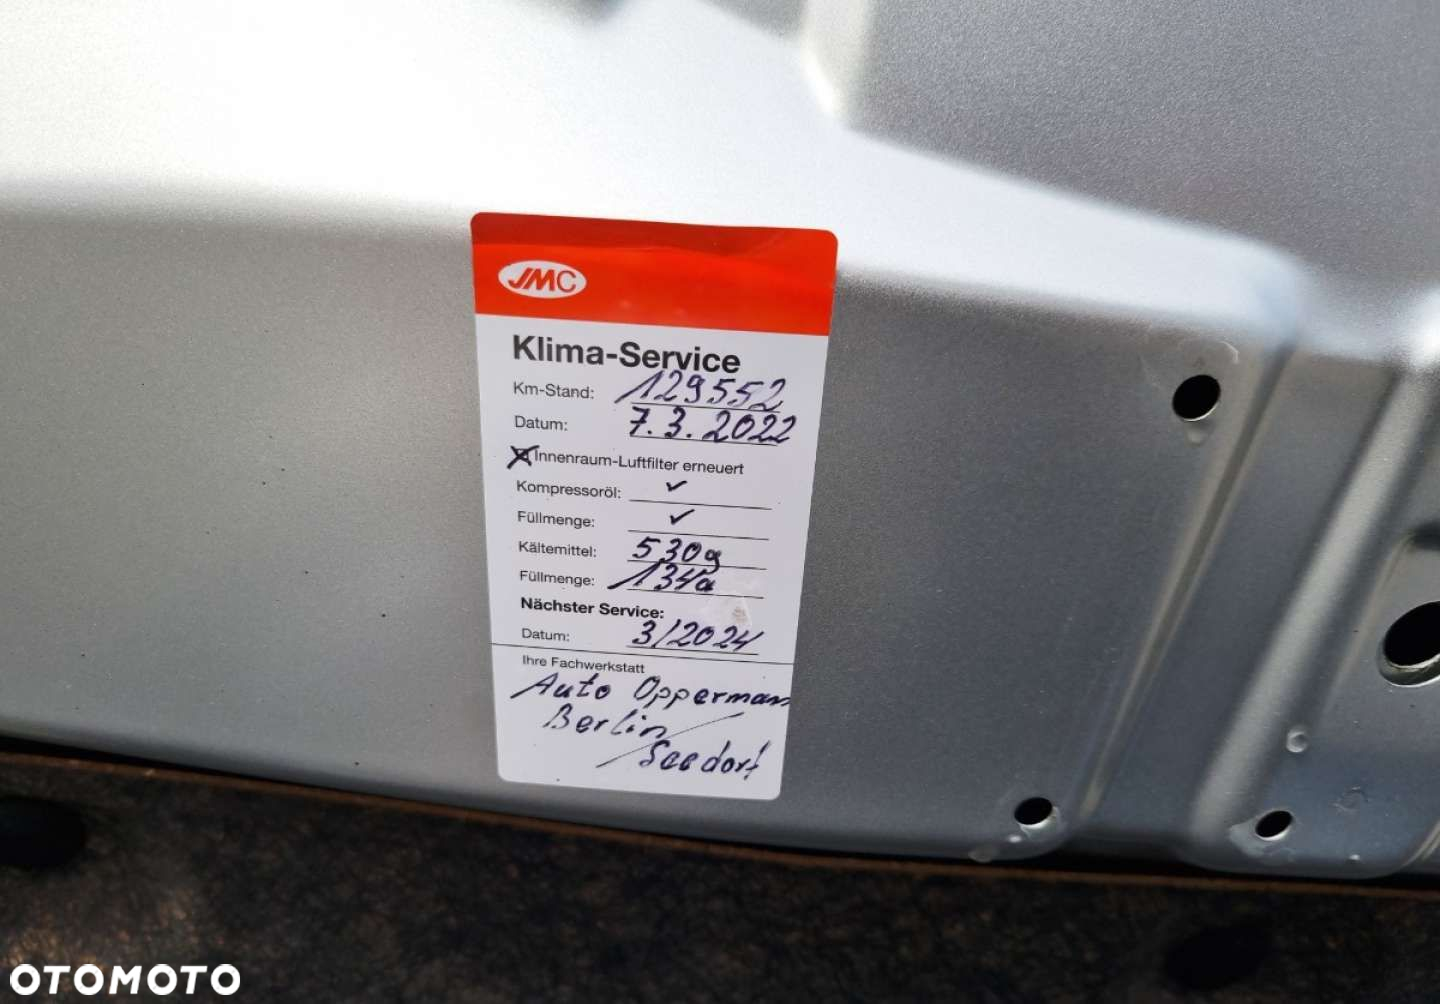 JMC
Klima-Service
Km-Stand: 129552
Datum: 7.3.2022
Innenraum-Luftfilter erneuert
Kompressoröl: ✓
Füllmenge: ✓
Kältemittel: 530g
Füllmenge: 134a
Nächster Service:
Datum: 3/2024
Ihre Fachwerkstatt
Auto Oppermann
Berlin/
Seedorf
OTOMOTO